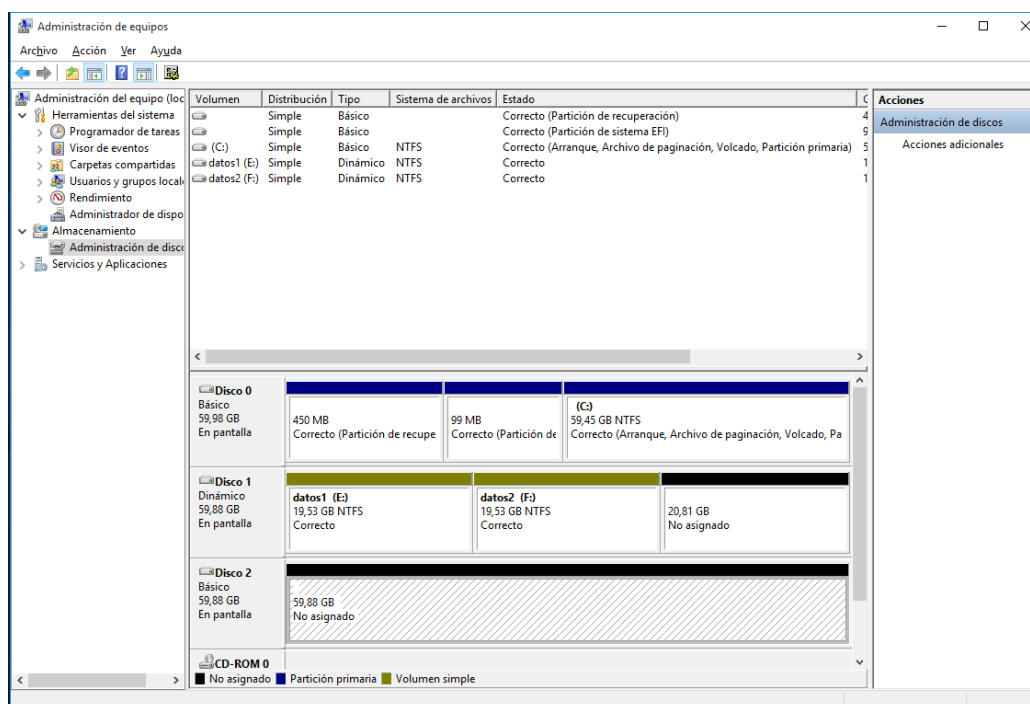 Administración de equipos
Archivo Acción Ver Ayuda
Administración del equipo (loc
Herramientas del sistema
Programador de tareas
Visor de eventos
Carpetas compartidas
Usuarios y grupos locale
Rendimiento
Administrador de dispo
Almacenamiento
Administración de disco
Servicios y Aplicaciones
Volumen Distribución Tipo Sistema de archivos Estado C
Simple Básico Correcto (Partición de recuperación) 4
Simple Básico Correcto (Partición de sistema EFI) 9
(C:) Simple Básico NTFS Correcto (Arranque, Archivo de paginación, Volcado, Partición primaria) 5
datos1 (E:) Simple Dinámico NTFS Correcto 1
datos2 (F:) Simple Dinámico NTFS Correcto 1
Disco 0
Básico
59,98 GB
En pantalla
450 MB
Correcto (Partición de recupe
99 MB
Correcto (Partición de
(C:)
59,45 GB NTFS
Correcto (Arranque, Archivo de paginación, Volcado, Pa
Disco 1
Dinámico
59,88 GB
En pantalla
datos1 (E:)
19,53 GB NTFS
Correcto
datos2 (F:)
19,53 GB NTFS
Correcto
20,81 GB
No asignado
Disco 2
Básico
59,88 GB
En pantalla
59,88 GB
No asignado
CD-ROM 0
No asignado Partición primaria Volumen simple
Acciones
Administración de discos
Acciones adicionales